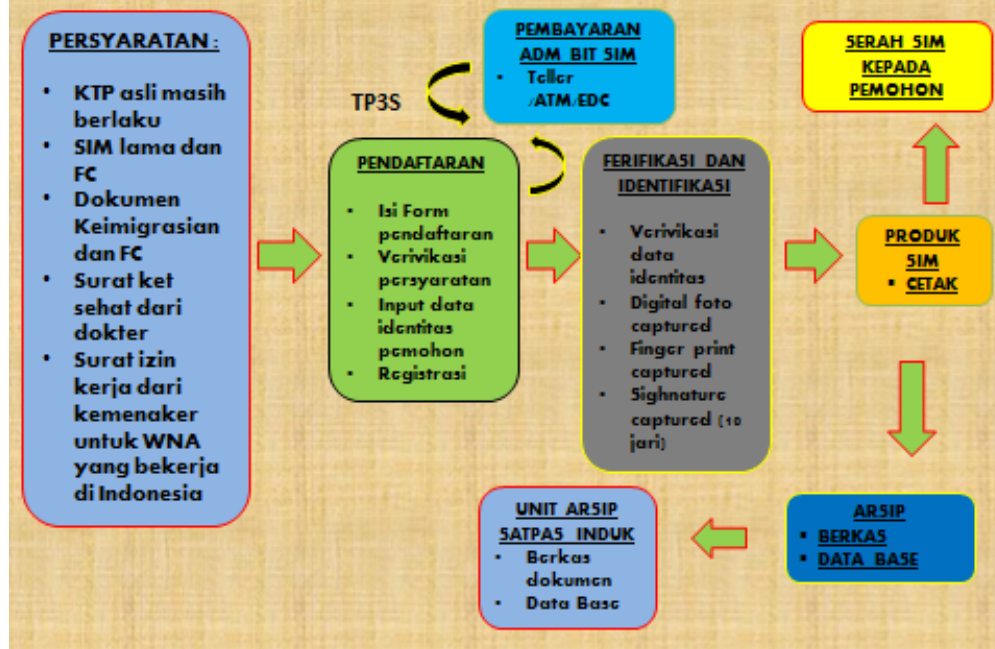 PERSYARATAN :
• KTP asli masih
berlaku
• SIM lama dan
FC
• Dokumen
Keimigrasian
dan FC
• Surat ket
sehat dari
dokter
• Surat izin
kerja dari
kemenaker
untuk WNA
yang bekerja
di Indonesia
TP3S
PEMBAYARAN
ADM BIT SIM
• Teller
/ATM/EDC
PENDAFTARAN
• Isi Form
pendaftaran
• Verivikasi
persyaratan
• Input data
identitas
pemohon
• Registrasi
FERIFIKASI DAN
IDENTIFIKASI
• Verivikasi
data
identitas
• Digital foto
captured
• Finger print
captured
• Sighnature
captured (10
jari)
SERAH SIM
KEPADA
PEMOHON
PRODUK
SIM
▪ CETAK
ARSIP
▪ BERKAS
▪ DATA BASE
UNIT ARSIP
SATPAS INDUK
• Berkas
dokumen
• Data Base